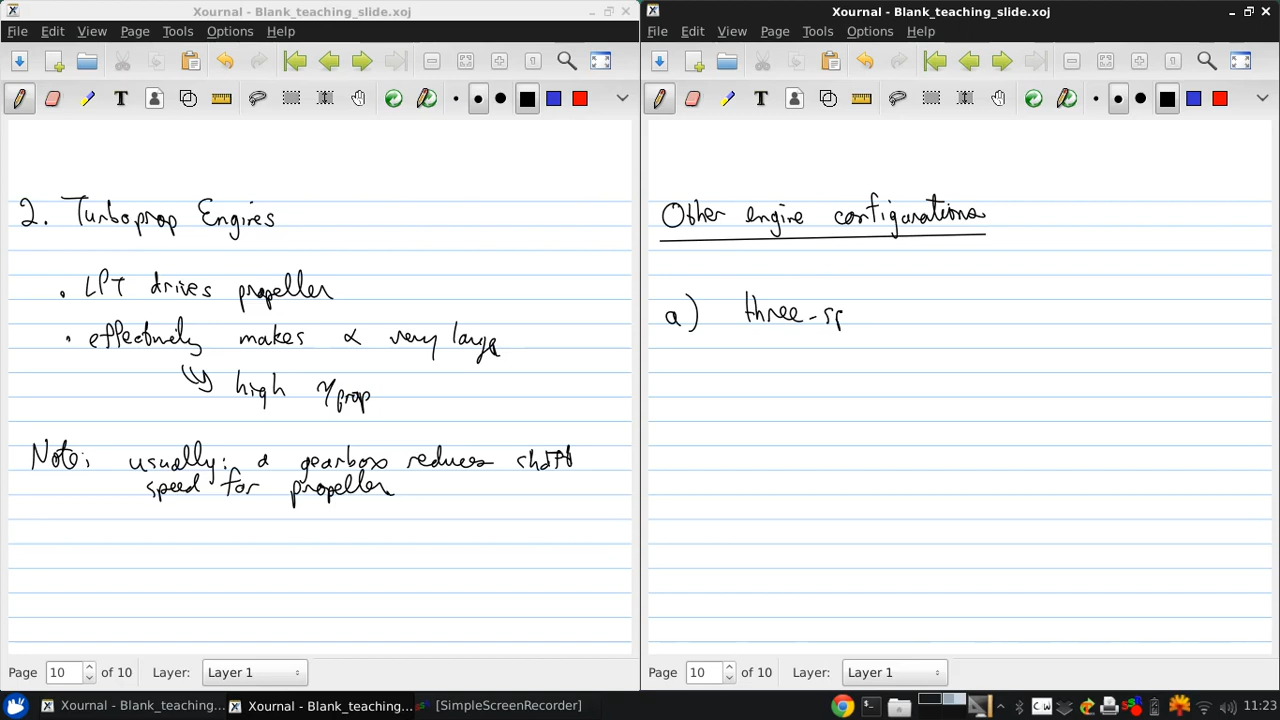 Xournal - Blank_teaching_slide.xoj
File Edit View Page Tools Options Help
2. Turboprop Engines
. LPT drives propeller
. effectively makes α very large
↳ high ηprop
Note: usually: a gearbox reduces shaft
speed for propeller
Page 10 of 10 Layer: Layer 1
Xournal - Blank_teaching_slide.xoj
File Edit View Page Tools Options Help
Other engine configurations
a) three-sp
Page 10 of 10 Layer: Layer 1
Xournal - Blank_teaching... Xournal - Blank_teaching_... [SimpleScreenRecorder] 11:23